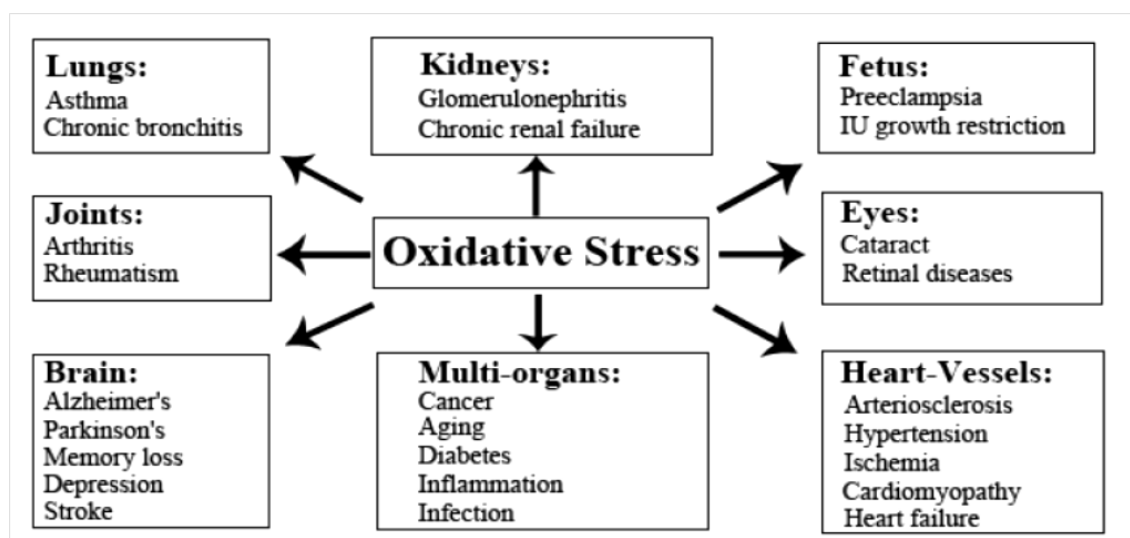 Lungs:
Asthma
Chronic bronchitis
Kidneys:
Glomerulonephritis
Chronic renal failure
Fetus:
Preeclampsia
IU growth restriction
Joints:
Arthritis
Rheumatism
Oxidative Stress
Eyes:
Cataract
Retinal diseases
Brain:
Alzheimer's
Parkinson's
Memory loss
Depression
Stroke
Multi-organs:
Cancer
Aging
Diabetes
Inflammation
Infection
Heart-Vessels:
Arteriosclerosis
Hypertension
Ischemia
Cardiomyopathy
Heart failure